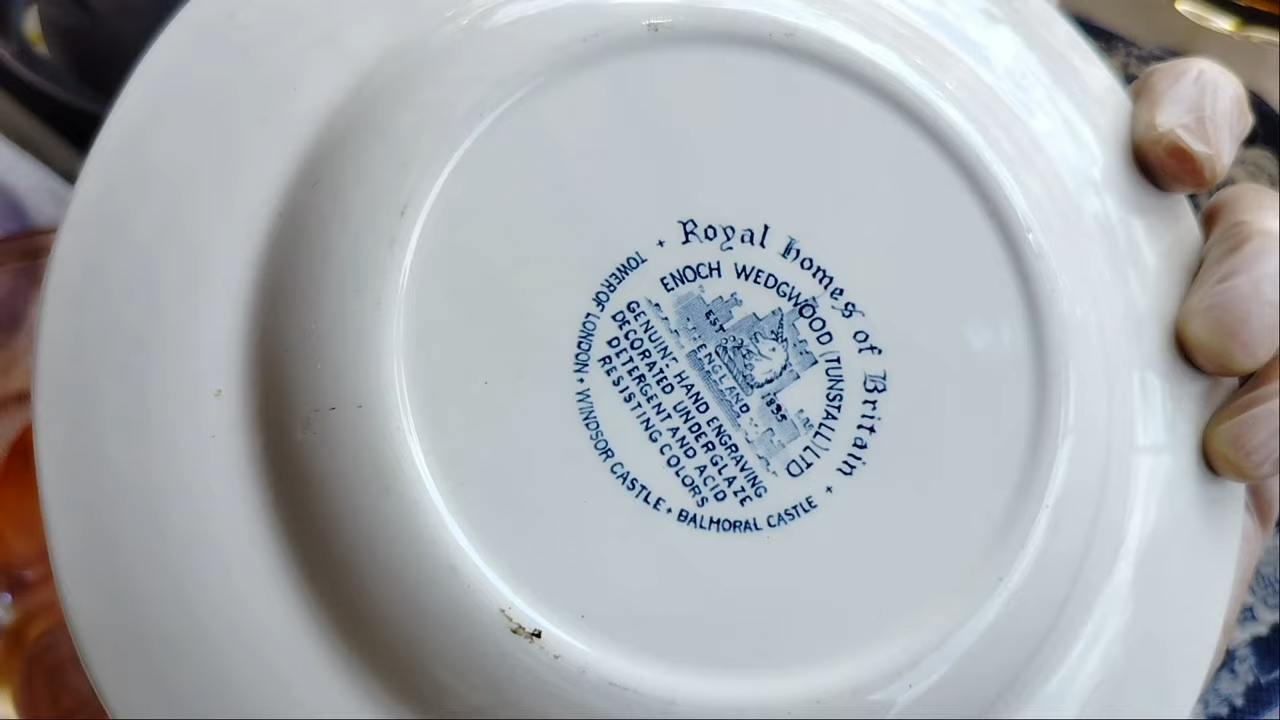 + Royal Homes of Britain +
ENOCH WEDGWOOD (TUNSTALL) LTD
EST 1835
ENGLAND
GENUINE HAND ENGRAVING
DECORATED UNDERGLAZE
DETERGENT AND ACID
RESISTING COLORS
TOWER OF LONDON + WINDSOR CASTLE + BALMORAL CASTLE